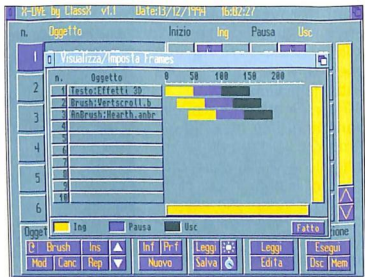 X-DVE by ClassX v1.1 Date:13/12/1994 16:02:27
n. Oggetto Inizio Ing Pausa Usc
1
Visualizza/Imposta Frames
n. Oggetto 0 50 100 150 200
1 Testo:Effetti 3D
2 Brush:Vertscroll.b
3 AnBrush:Hearth.anbr
4
5
6
7
8
9
10
2
3
4
5
6
Ing Pausa Usc Fatto
Brush Ins Inf Prf Leggi Leggi Esegui
Mod Canc Rep Nuovo Salva Edita Dsc Mem